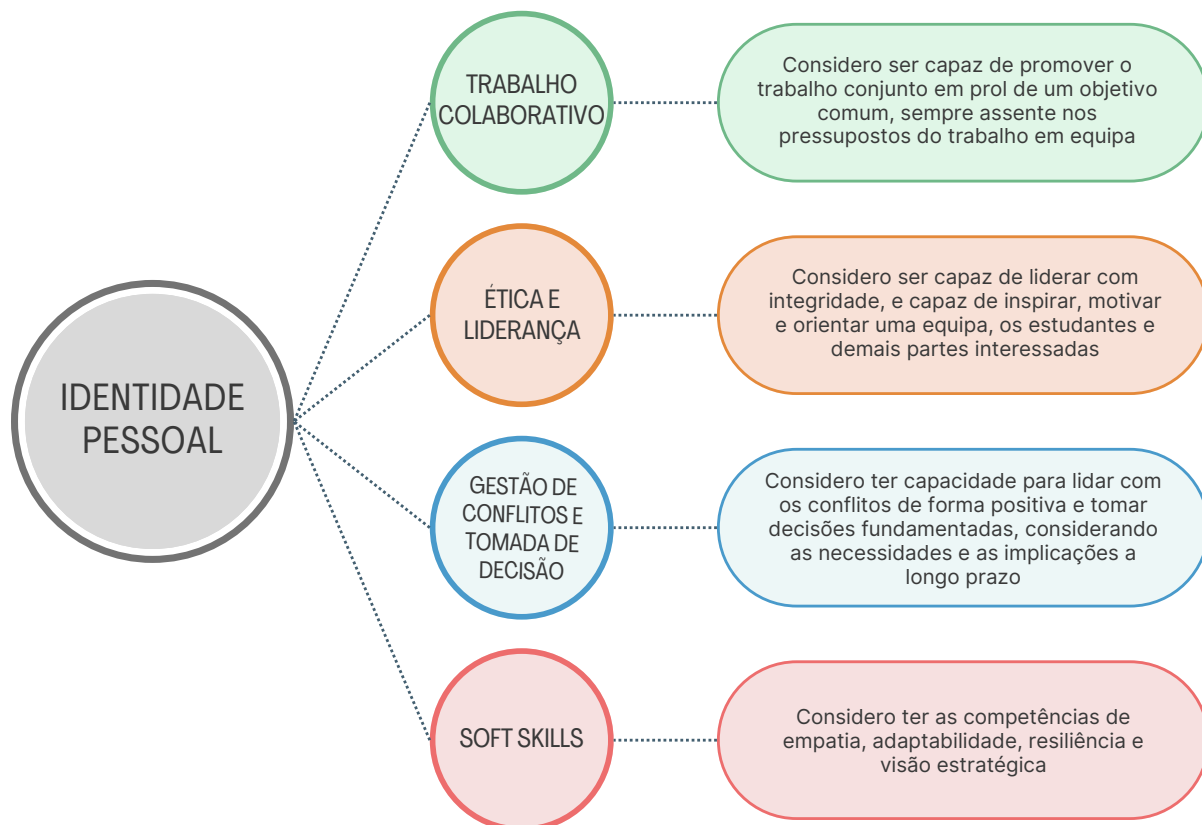 IDENTIDADE
PESSOAL
TRABALHO
COLABORATIVO
Considero ser capaz de promover o
trabalho conjunto em prol de um objetivo
comum, sempre assente nos
pressupostos do trabalho em equipa
ÉTICA E
LIDERANÇA
Considero ser capaz de liderar com
integridade, e capaz de inspirar, motivar
e orientar uma equipa, os estudantes e
demais partes interessadas
GESTÃO DE
CONFLITOS E
TOMADA DE
DECISÃO
Considero ter capacidade para lidar com
os conflitos de forma positiva e tomar
decisões fundamentadas, considerando
as necessidades e as implicações a
longo prazo
SOFT SKILLS
Considero ter as competências de
empatia, adaptabilidade, resiliência e
visão estratégica